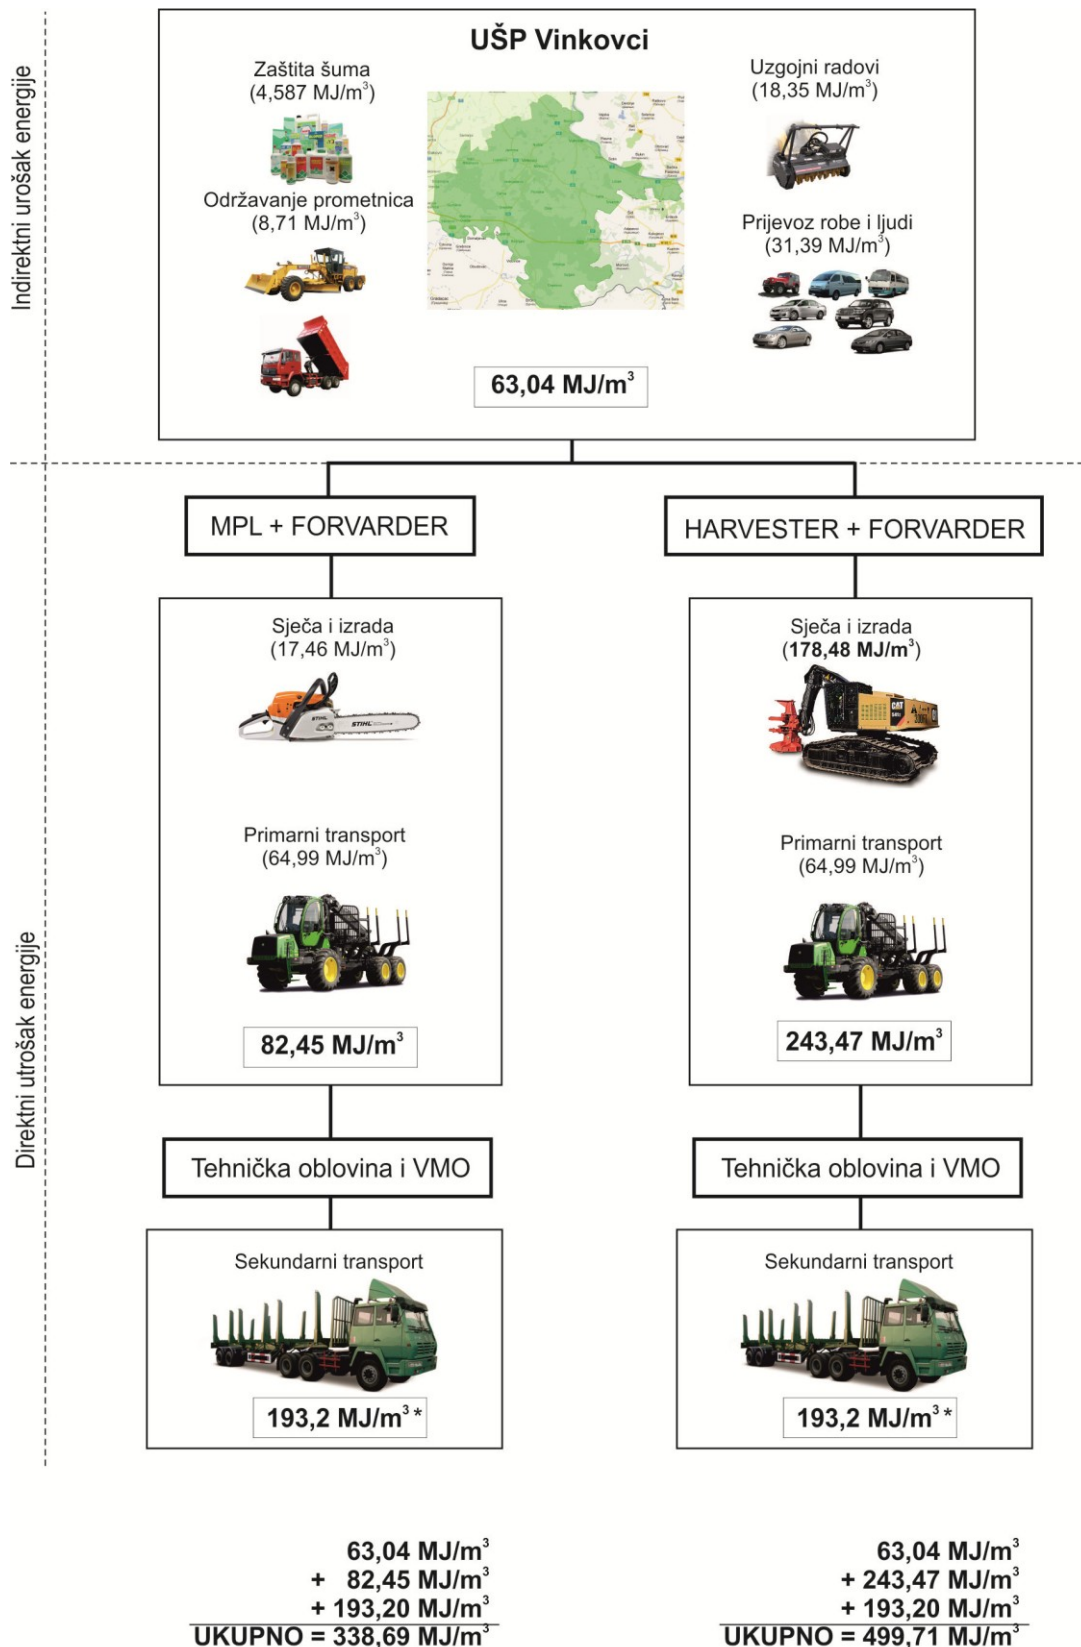 UŠP Vinkovci
Zaštita šuma
(4,587 MJ/m³)
Uzgojni radovi
(18,35 MJ/m³)
Održavanje prometnica
(8,71 MJ/m³)
Prijevoz robe i ljudi
(31,39 MJ/m³)
63,04 MJ/m³
Indirektni urošak energije
MPL + FORVARDER
HARVESTER + FORVARDER
Sječa i izrada
(17,46 MJ/m³)
STIHL
Sječa i izrada
(178,48 MJ/m³)
CAT
Primarni transport
(64,99 MJ/m³)
Primarni transport
(64,99 MJ/m³)
82,45 MJ/m³
243,47 MJ/m³
Direktni utrošak energije
Tehnička oblovina i VMO
Tehnička oblovina i VMO
Sekundarni transport
Sekundarni transport
193,2 MJ/m³ *
193,2 MJ/m³ *
63,04 MJ/m³
+ 82,45 MJ/m³
+ 193,20 MJ/m³
UKUPNO = 338,69 MJ/m³
63,04 MJ/m³
+ 243,47 MJ/m³
+ 193,20 MJ/m³
UKUPNO = 499,71 MJ/m³